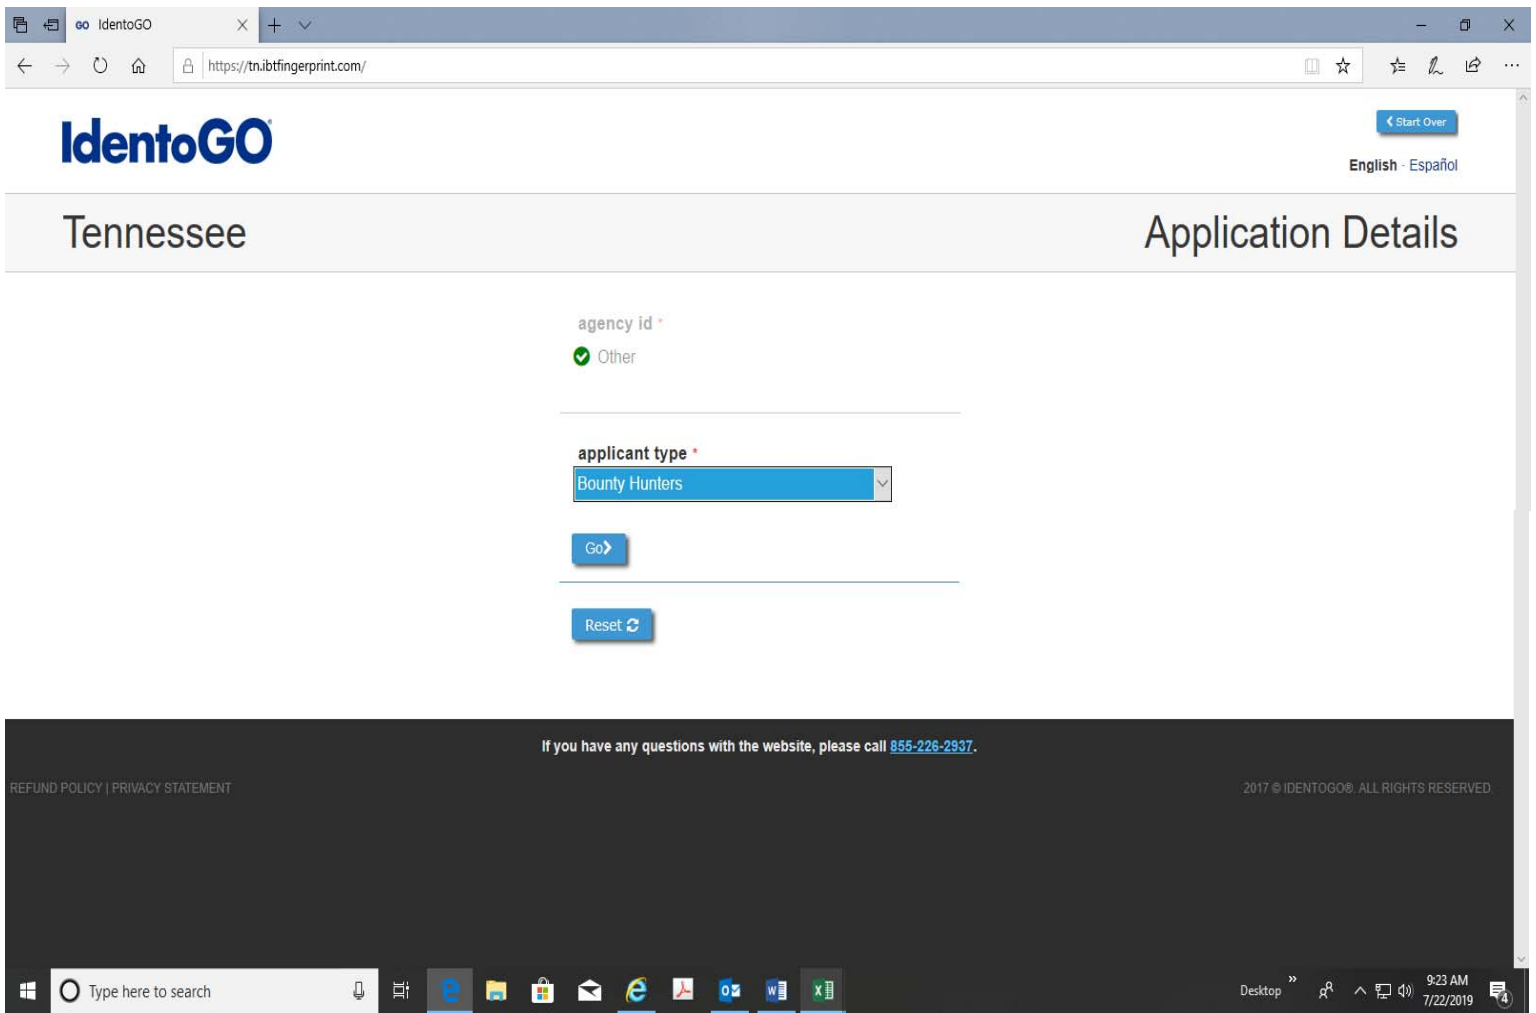 GO IdentoGO
https://tn.ibtfingerprint.com/
IdentoGO®
Start Over
English - Español
Tennessee
Application Details
agency id *
Other
applicant type *
Bounty Hunters
Go
Reset
If you have any questions with the website, please call 855-226-2937.
REFUND POLICY | PRIVACY STATEMENT
2017 © IDENTOGO®. ALL RIGHTS RESERVED.
Type here to search
Desktop
9:23 AM
7/22/2019
4